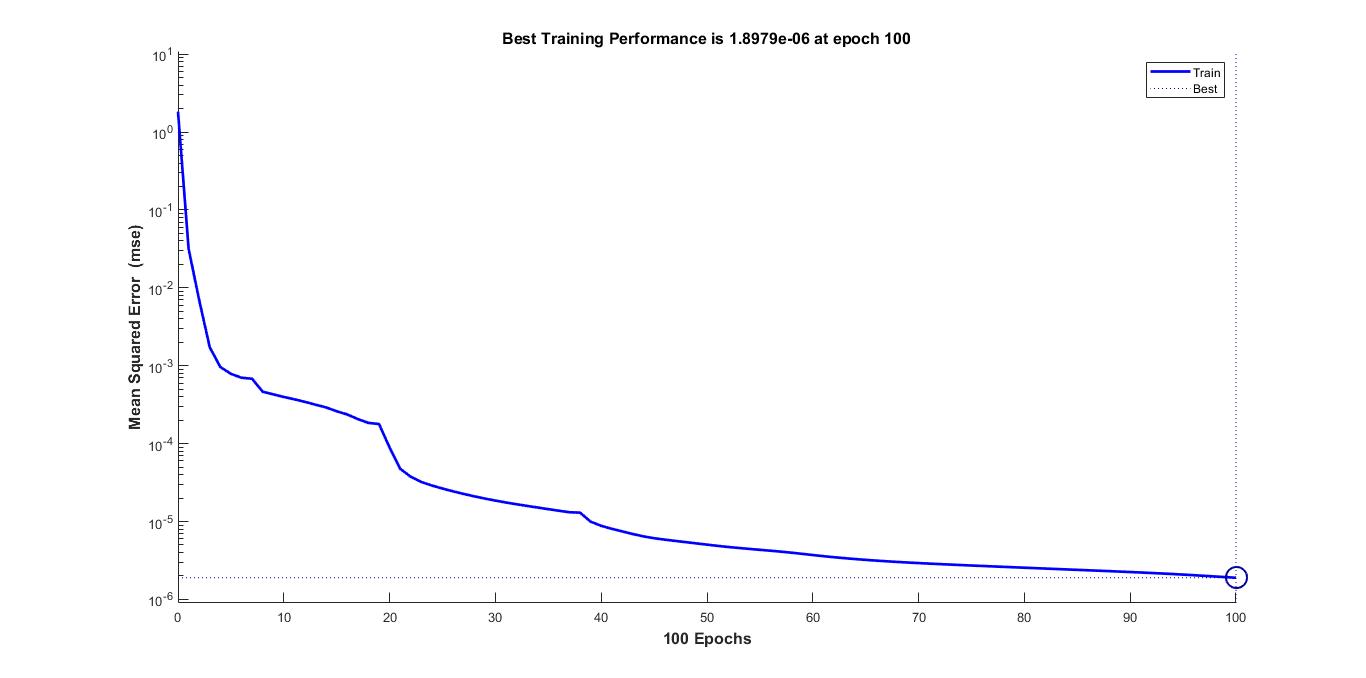 Best Training Performance is 1.8979e-06 at epoch 100
Train
Best
10^1
10^0
10^-1
10^-2
10^-3
10^-4
10^-5
10^-6
Mean Squared Error (mse)
0 10 20 30 40 50 60 70 80 90 100
100 Epochs